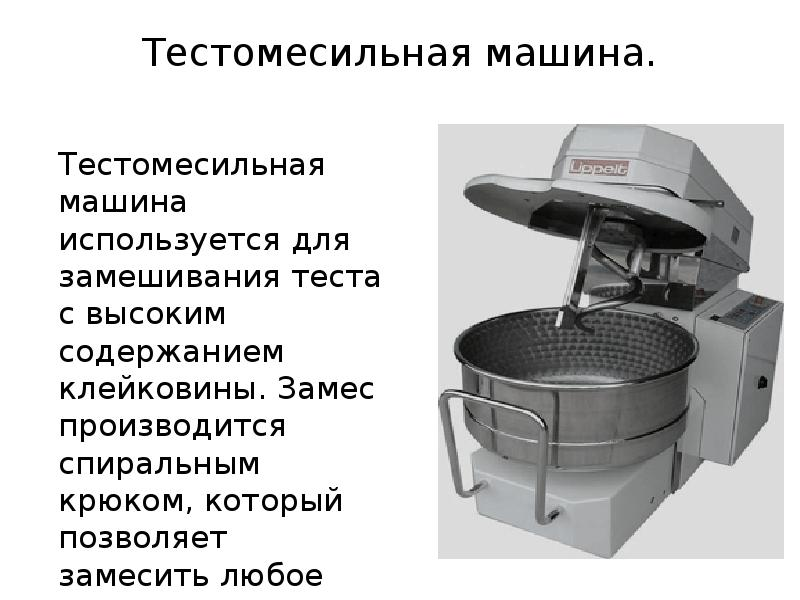 Тестомесильная машина.
Тестомесильная
машина
используется для
замешивания теста
с высоким
содержанием
клейковины. Замес
производится
спиральным
крюком, который
позволяет
замесить любое
Lippelt